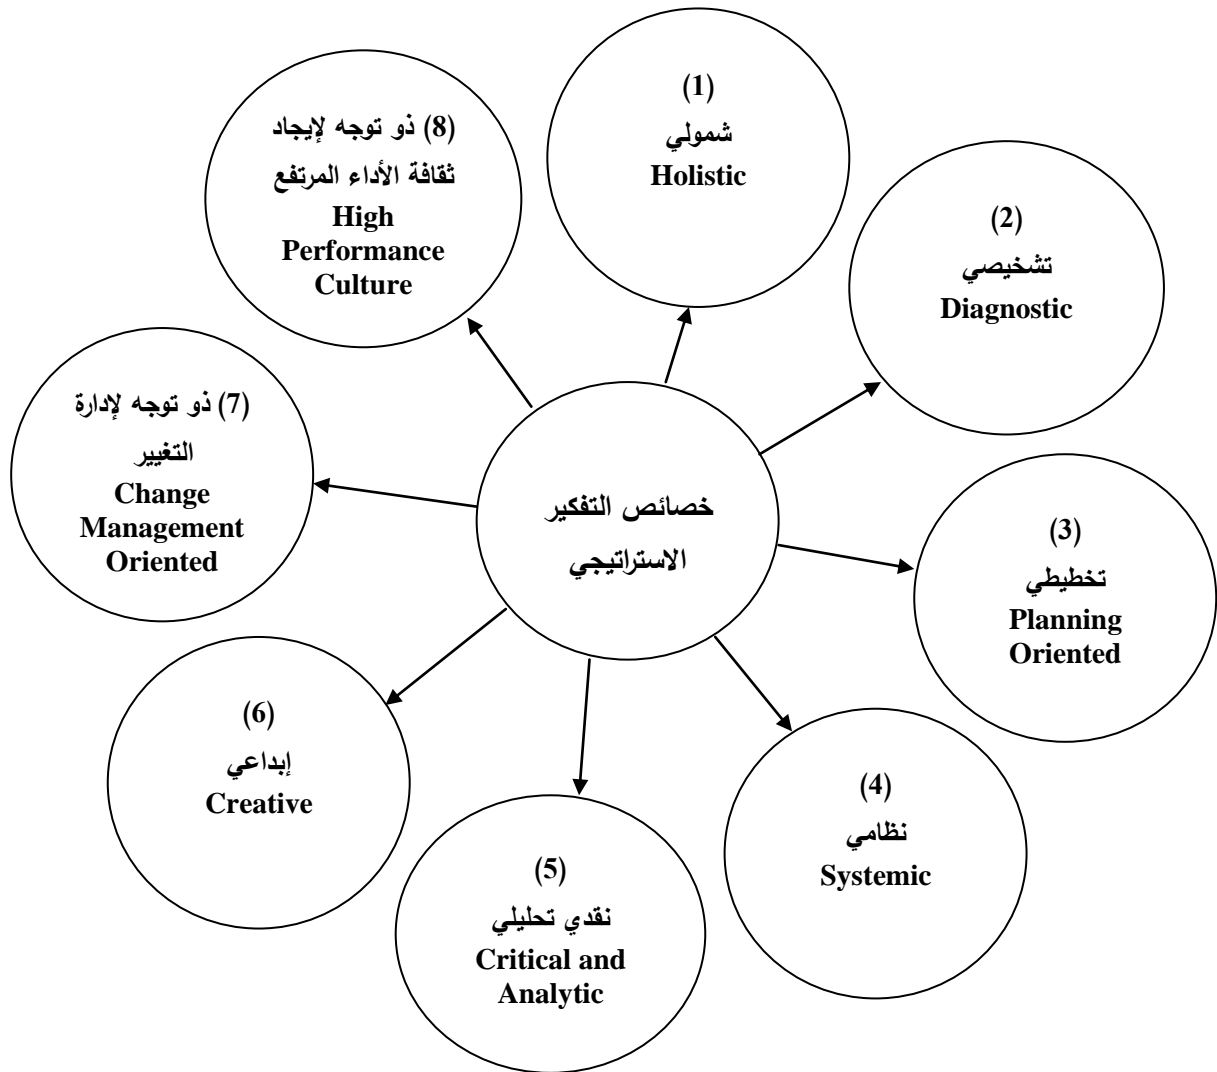 خصائص التفكير
الاستراتيجي
(1)
شمولي
Holistic
(2)
تشخيصي
Diagnostic
(3)
تخطيطي
Planning
Oriented
(4)
نظامي
Systemic
(5)
نقدي تحليلي
Critical and
Analytic
(6)
إبداعي
Creative
(7) ذو توجه لإدارة
التغيير
Change
Management
Oriented
(8) ذو توجه لإيجاد
ثقافة الأداء المرتفع
High
Performance
Culture